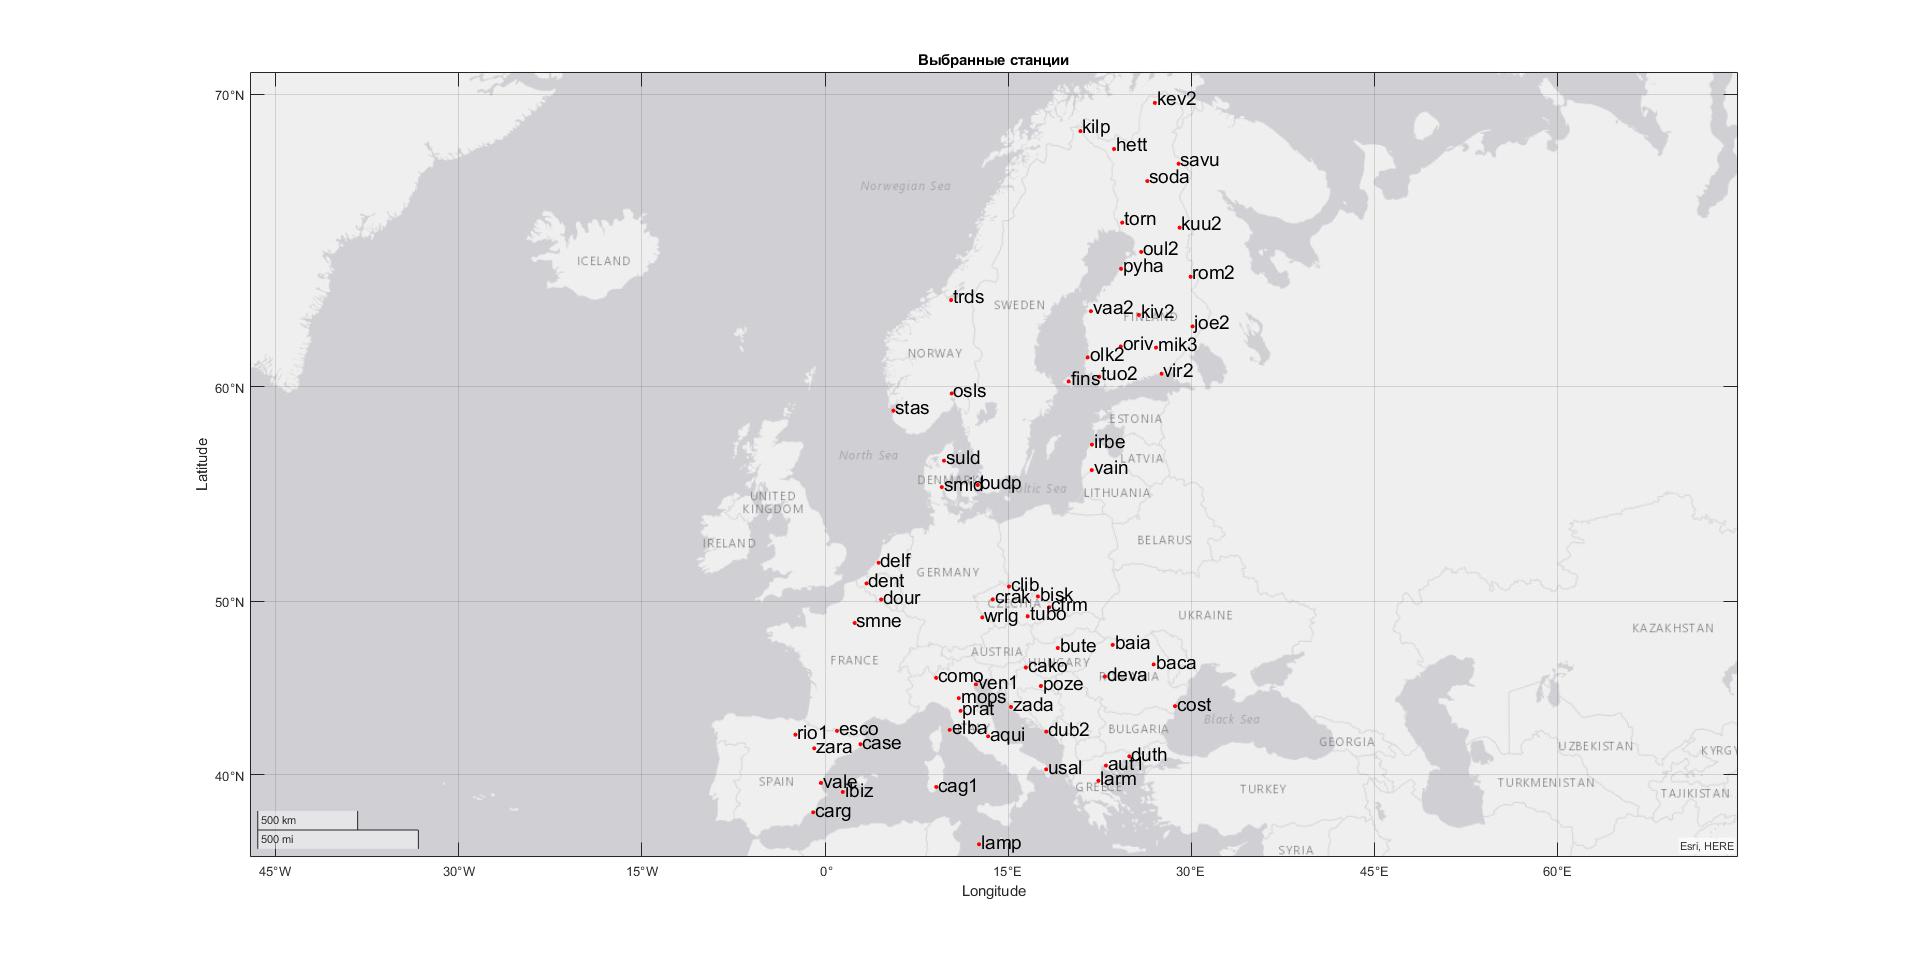 Выбранные станции
70°N
kev2
kilp
hett
savu
soda
Norwegian Sea
torn
kuu2
oul2
ICELAND
pyha
rom2
trds
SWEDEN
vaa2
kiv2
FINLAND
joe2
oriv
mik3
NORWAY
olk2
vir2
tuo2
fins
60°N
osls
stas
ESTONIA
irbe
North Sea
suld
LATVIA
vain
DENMARK
smid
budp
Baltic Sea
LITHUANIA
UNITED
KINGDOM
Latitude
IRELAND
BELARUS
delf
GERMANY
dent
clib
bisk
crak
dour
50°N
CZECHIA
cfrm
tubo
wrlg
UKRAINE
smne
KAZAKHSTAN
baia
bute
AUSTRIA
FRANCE
HUNGARY
baca
cako
como
deva
ROMANIA
ven1
poze
mops
zada
cost
prat
Black Sea
elba
esco
rio1
aqui
dub2
BULGARIA
case
zara
GEORGIA
UZBEKISTAN
KYRGY
duth
aut1
usal
40°N
larm
SPAIN
vale
ibiz
cag1
GREECE
TURKEY
TURKMENISTAN
TAJIKISTAN
carg
500 km
500 mi
lamp
SYRIA
Esri, HERE
45°W
30°W
15°W
0°
15°E
30°E
45°E
60°E
Longitude